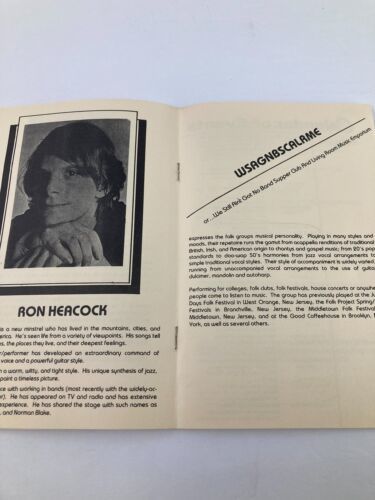 RON HEACOCK
is a new minstrel who has lived in the mountains, cities, and
erica. He's seen life from a variety of viewpoints. His songs tell
es, the places they live, and their deepest feelings.
r/performer has developed an extraordinary command of
voice and a powerful guitar style.
a warm, witty, and tight style. His unique synthesis of jazz,
paint a timeless picture.
ce with working in bands (most recently with the widely-ac-
r). He has appeared on TV and radio and has extensive
experience. He has shared the stage with such names as
and Norman Blake.
WSAGNBSCALAME
or...We Still Aint Got No Band Supper Club And Living Room Music Emporium
expresses the folk groups musical personality. Playing in many styles and
moods, their repetoire runs the gamut from acappella renditions of traditional
British, Irish, and American origin to chantys and gospel music; from 20's pop
standards to doo-wop 50's harmonies from jazz vocal arrangements to
simple traditional vocal styles. Their style of accompaniment is widely varied,
running from unaccompanied vocal arrangements to the use of guitar,
dulcimer, mandolin and autoharp.
Performing for colleges, folk clubs, folk festivals, house concerts or anywhere
people come to listen to music. The group has previously played at the Ju
Days Folk Festival in West Orange, New Jersey, the Folk Project Spring/
Festivals in Branchville, New Jersey, the Middletown Folk Festival
Middletown, New Jersey, and at the Good Coffeehouse in Brooklyn,
York, as well as several others.